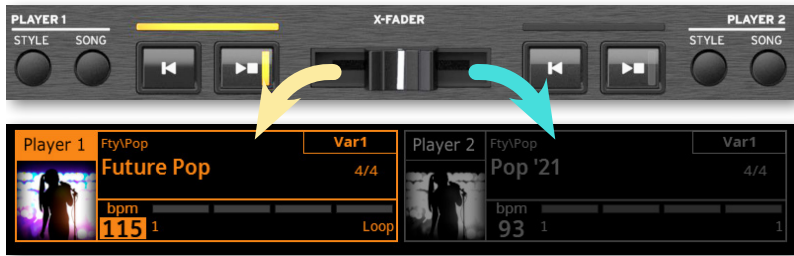 PLAYER 1
X-FADER
PLAYER 2
STYLE
SONG
STYLE
SONG
Player 1
Fty\Pop
Var1
Future Pop
4/4
bpm
115
1
Loop
Player 2
Fty\Pop
Var1
Pop '21
4/4
bpm
93
1
1